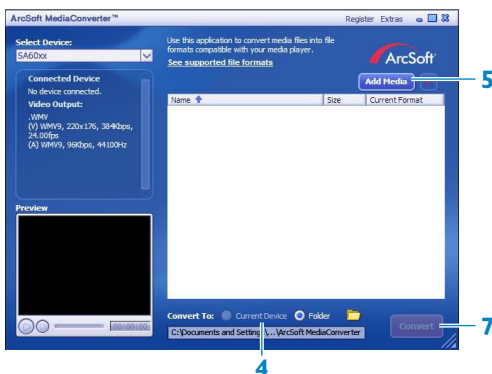 ArcSoft MediaConverter™
Register Extras
Select Device:
SA60xx
Connected Device
No device connected.
Video Output:
.WMV
(V) WMV9, 220x176, 384Kbps,
24.00fps
(A) WMV9, 96Kbps, 44100Hz
Preview
00:00:00
Use this application to convert media files into file
formats compatible with your media player.
See supported file formats
ArcSoft®
Add Media
5
Name Size Current Format
Convert To: Current Device Folder
C:\Documents and Setting\,...\ArcSoft MediaConverter
Convert
7
4